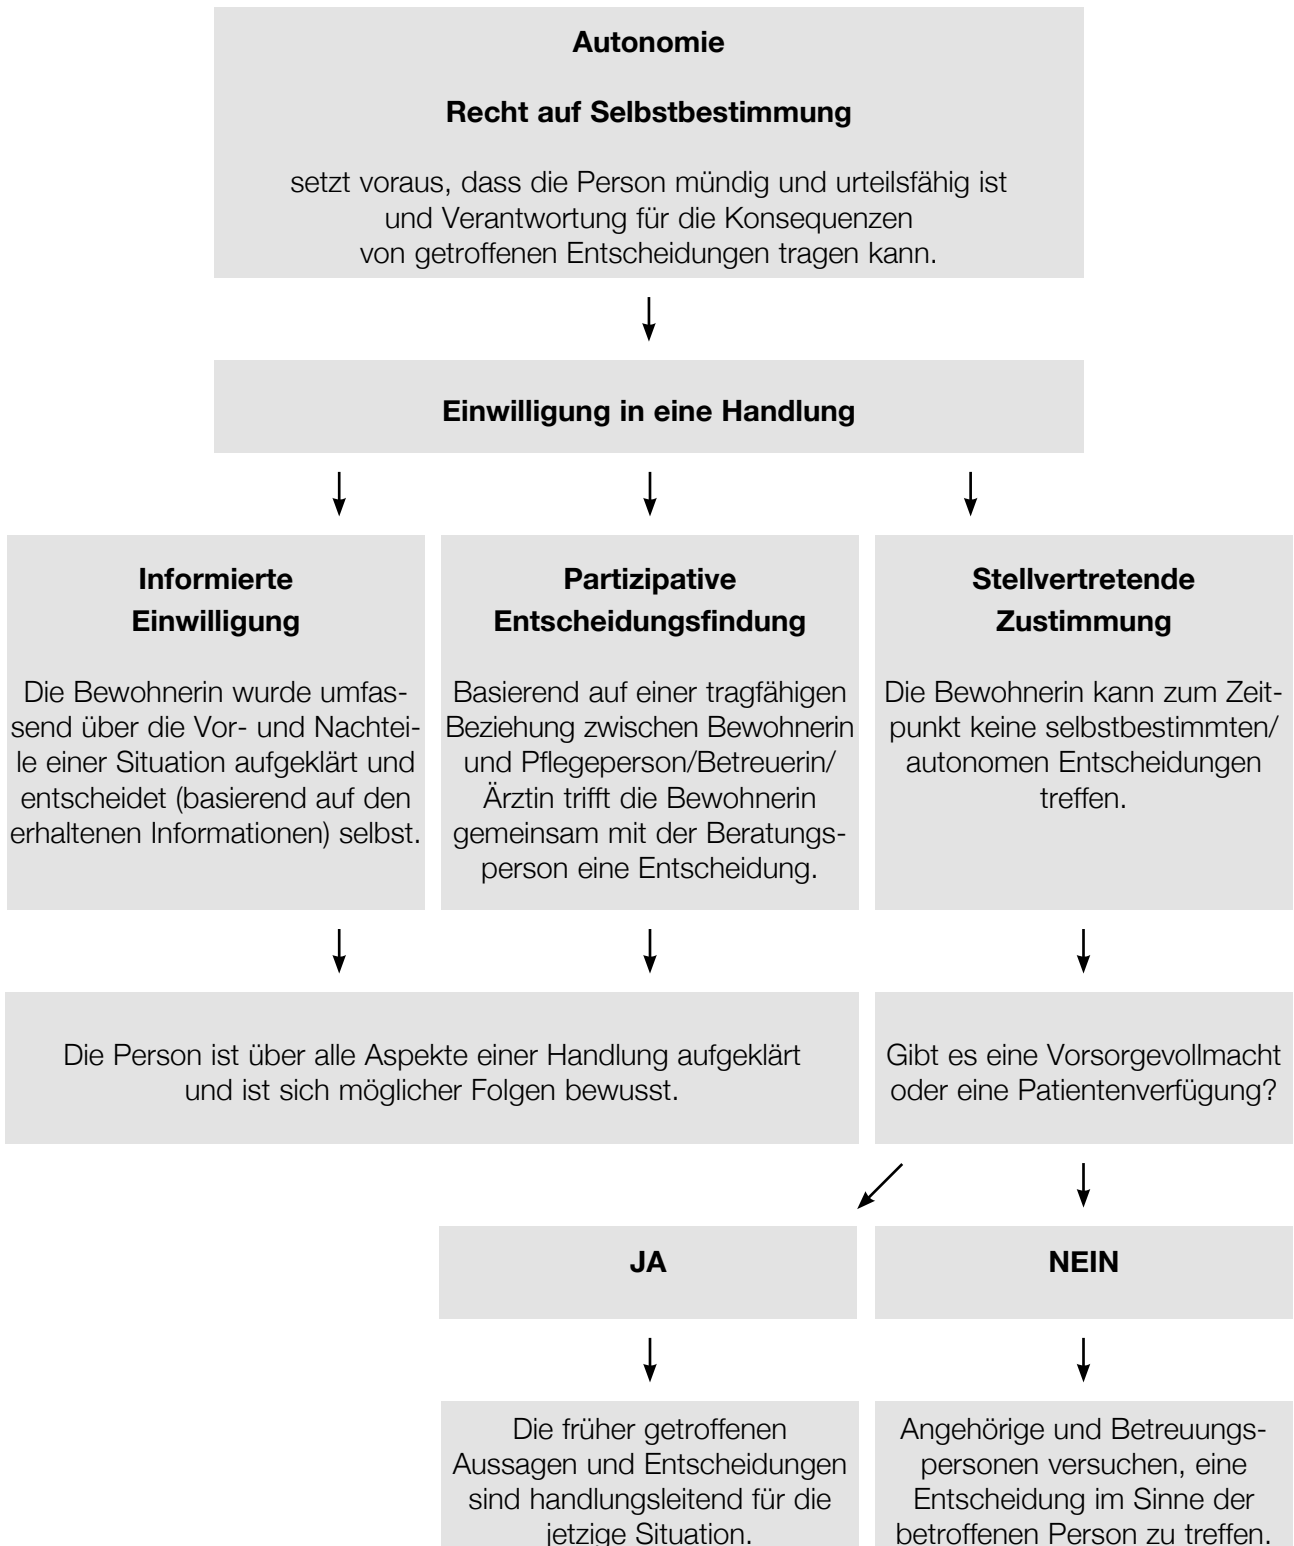 Autonomie
Recht auf Selbstbestimmung
setzt voraus, dass die Person mündig und urteilsfähig ist
und Verantwortung für die Konsequenzen
von getroffenen Entscheidungen tragen kann.
Einwilligung in eine Handlung
Informierte
Einwilligung
Die Bewohnerin wurde umfas-
send über die Vor- und Nachtei-
le einer Situation aufgeklärt und
entscheidet (basierend auf den
erhaltenen Informationen) selbst.
Partizipative
Entscheidungsfindung
Basierend auf einer tragfähigen
Beziehung zwischen Bewohnerin
und Pflegeperson/Betreuerin/
Ärztin trifft die Bewohnerin
gemeinsam mit der Beratungs-
person eine Entscheidung.
Stellvertretende
Zustimmung
Die Bewohnerin kann zum Zeit-
punkt keine selbstbestimmten/
autonomen Entscheidungen
treffen.
Die Person ist über alle Aspekte einer Handlung aufgeklärt
und ist sich möglicher Folgen bewusst.
Gibt es eine Vorsorgevollmacht
oder eine Patientenverfügung?
JA
NEIN
Die früher getroffenen
Aussagen und Entscheidungen
sind handlungsleitend für die
jetzige Situation.
Angehörige und Betreuungs-
personen versuchen, eine
Entscheidung im Sinne der
betroffenen Person zu treffen.